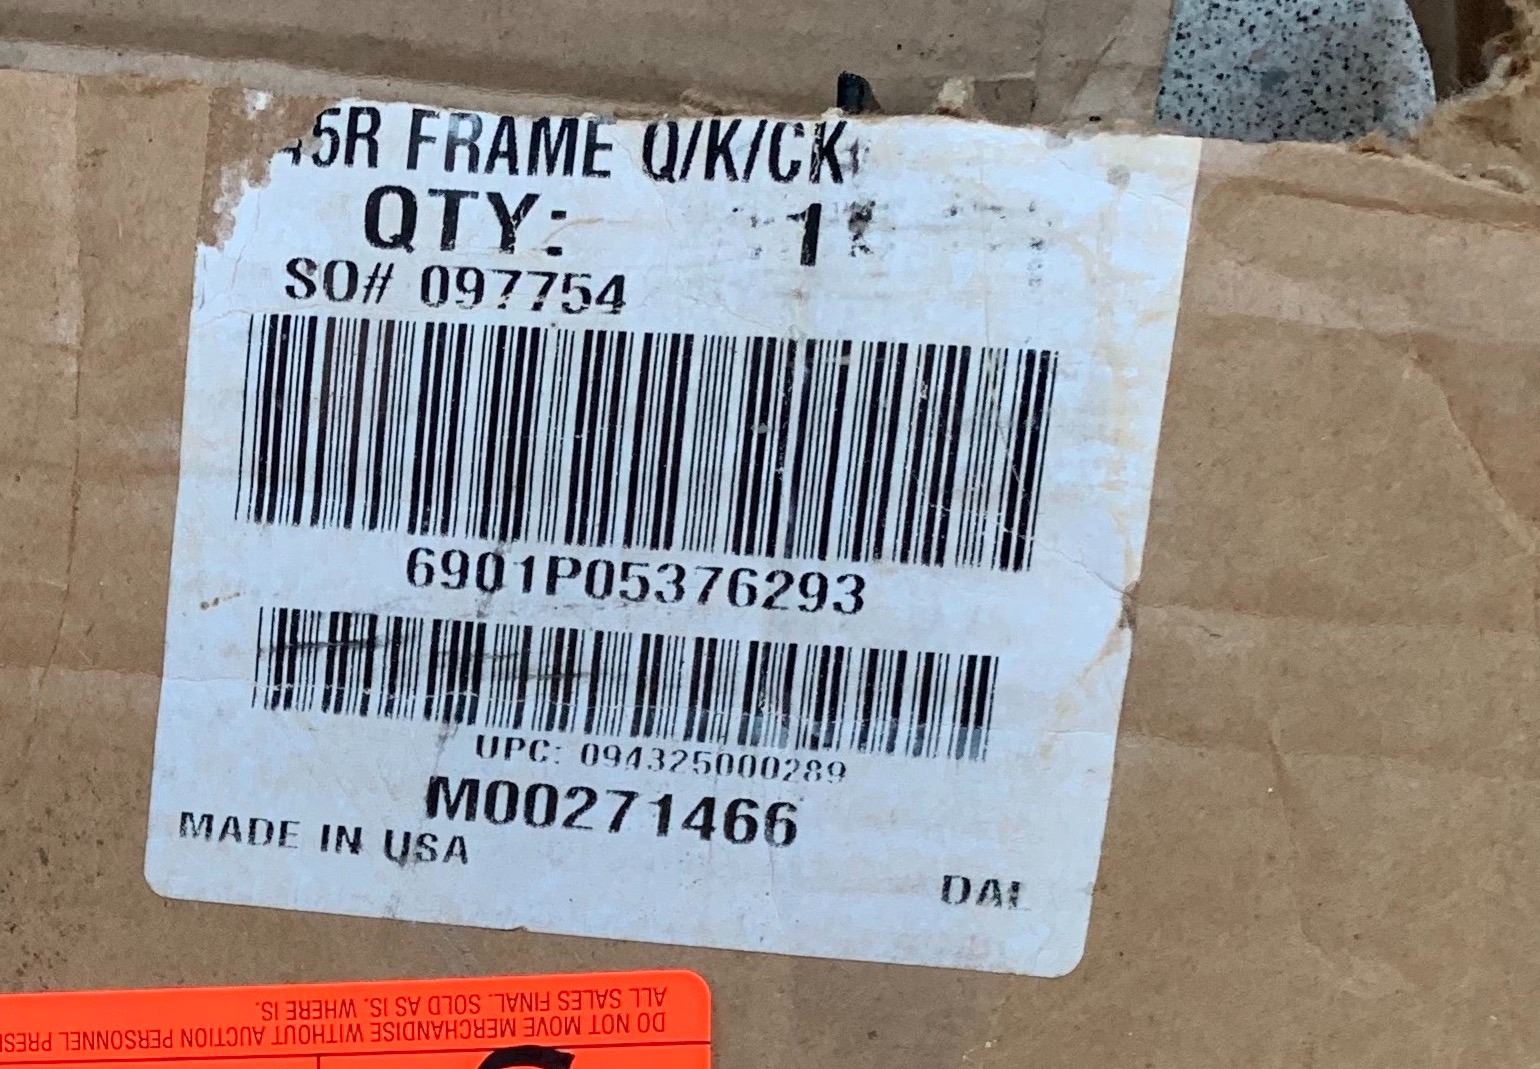 45R FRAME Q/K/CK
QTY: 1
SO# 097754
6901P05376293
UPC: 094325000289
M00271466
MADE IN USA
DAL
DO NOT MOVE MERCHANDISE WITHOUT AUCTION PERSONNEL
ALL SALES FINAL. SOLD AS IS. WHERE IS.